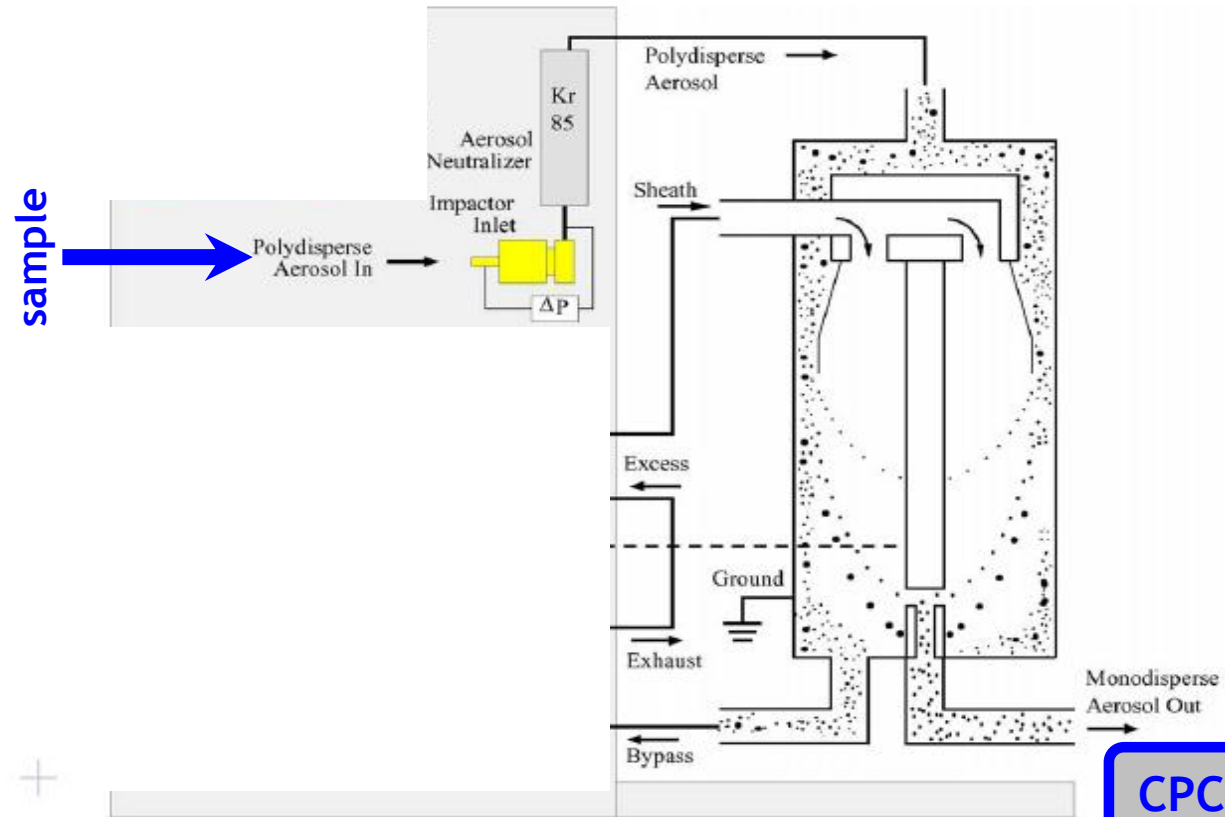 Polydisperse
Aerosol
Kr
85
Aerosol
Neutralizer
Sheath
Impactor
Inlet
sample
Polydisperse
Aerosol In
ΔP
Excess
Ground
Exhaust
Monodisperse
Aerosol Out
Bypass
CPC